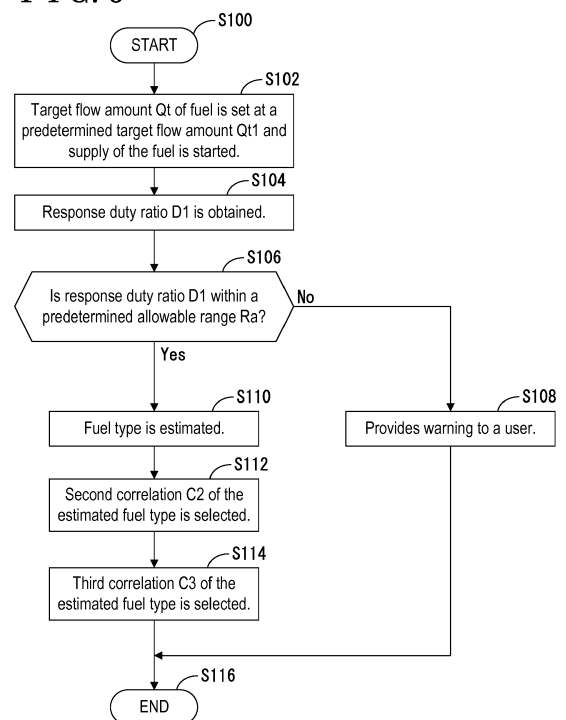 S100
START
S102
Target flow amount Qt of fuel is set at a
predetermined target flow amount Qt1 and
supply of the fuel is started.
S104
Response duty ratio D1 is obtained.
S106
Is response duty ratio D1 within a
predetermined allowable range Ra?
No
Yes
S110
Fuel type is estimated.
S108
Provides warning to a user.
S112
Second correlation C2 of the
estimated fuel type is selected.
S114
Third correlation C3 of the
estimated fuel type is selected.
S116
END